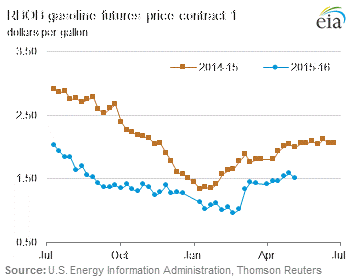 RBOB gasoline futures price contract 1
dollars per gallon
eia
3.50
2014-15
2015-16
2.50
1.50
0.50
Jul
Oct
Jan
Apr
Jul
Source: U.S. Energy Information Administration, Thomson Reuters